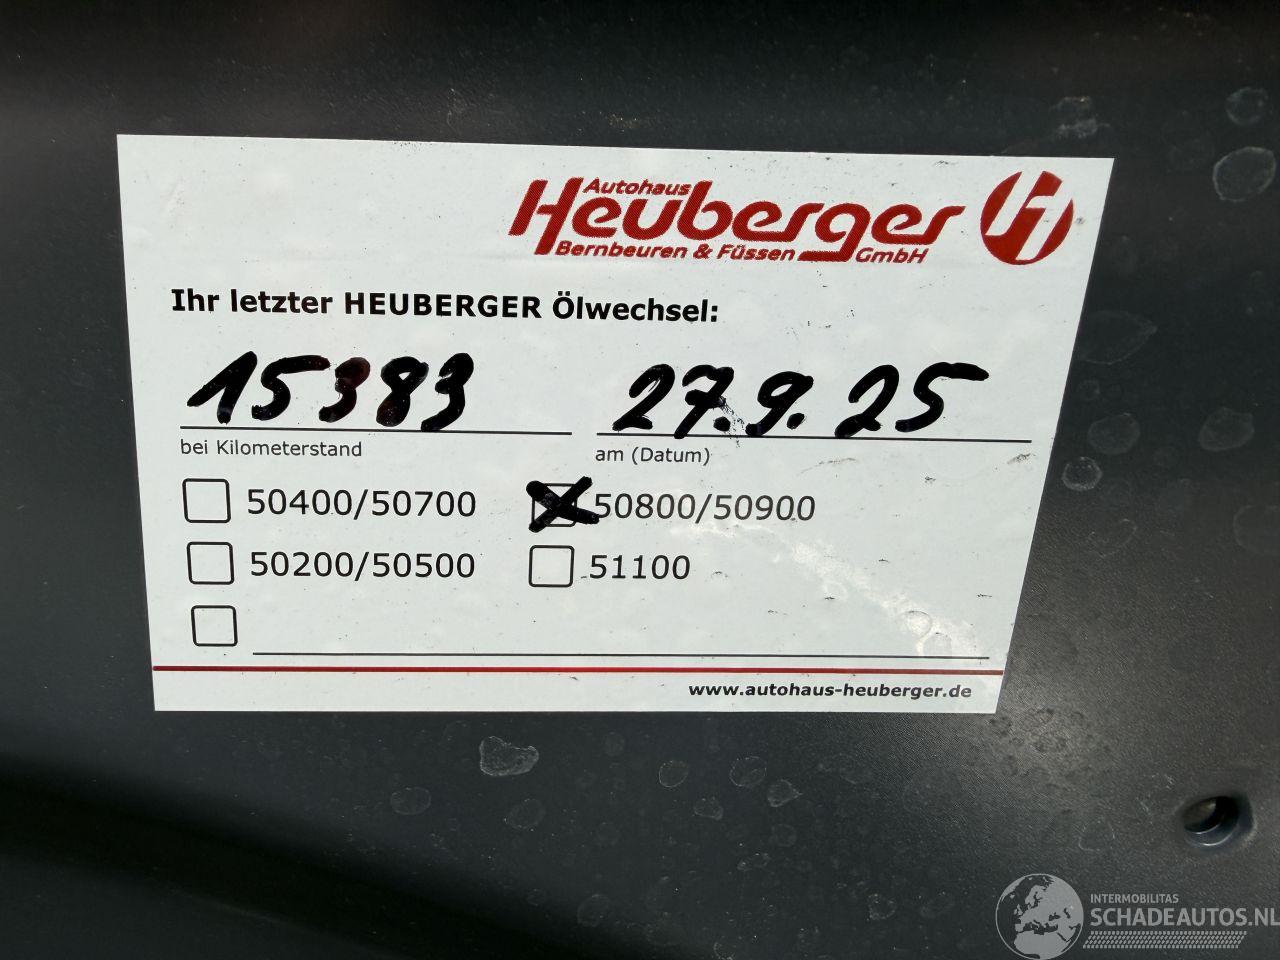 Autohaus
Heuberger
Bernbeuren & Füssen GmbH
Ihr letzter HEUBERGER Ölwechsel:
15383 27.9.25
bei Kilometerstand am (Datum)
50400/50700 50800/50900
50200/50500 51100
www.autohaus-heuberger.de
INTERMOBILITAS
SCHADEAUTOS.NL